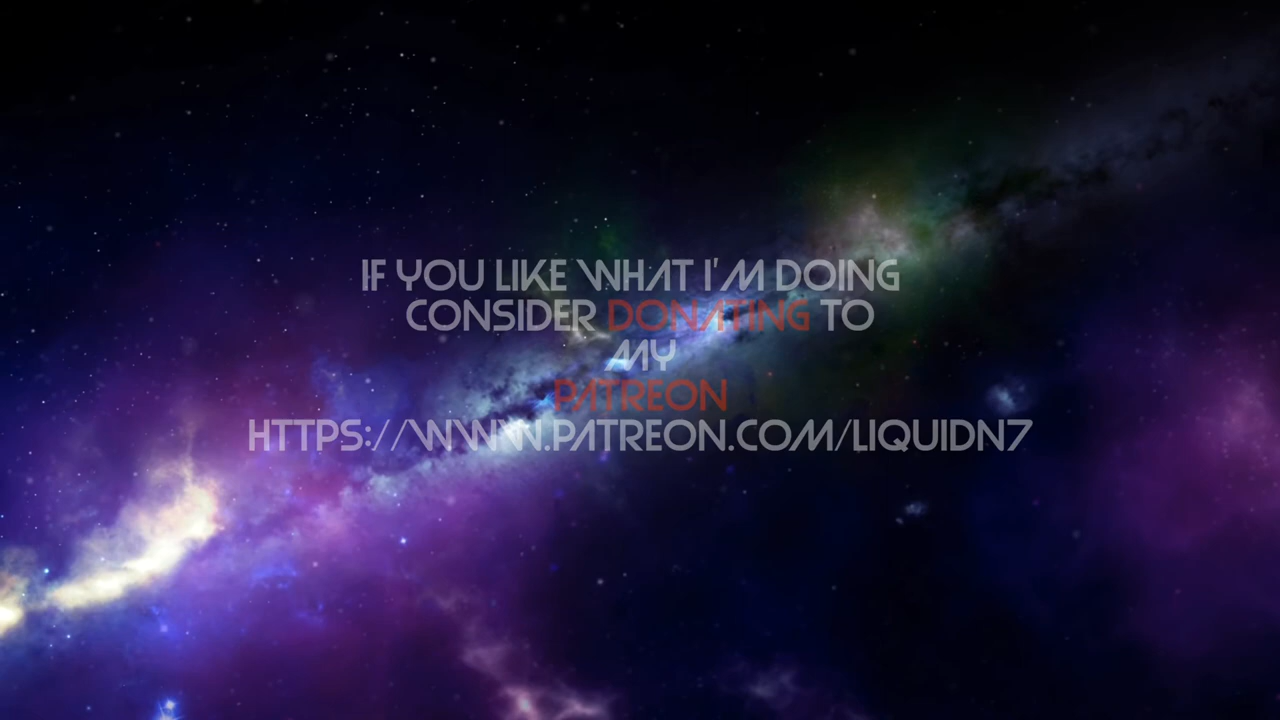 IF YOU LIKE WHAT I'M DOING
CONSIDER DONATING TO
MY
PATREON
HTTPS://WWW.PATREON.COM/LIQUIDN7